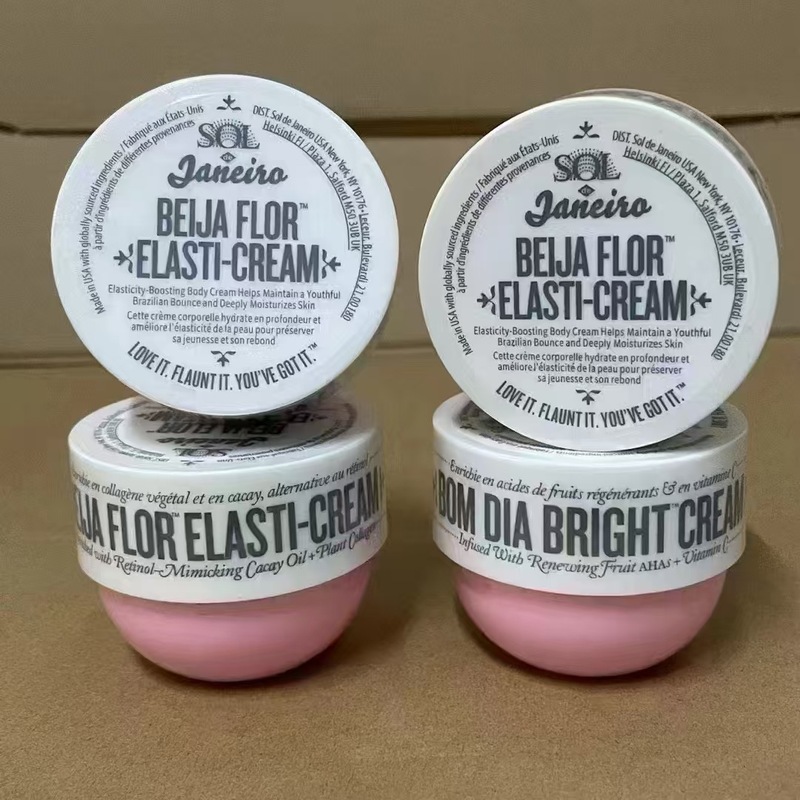 SOL
DE
Janeiro
BEIJA FLOR™
ELASTI-CREAM
Elasticity-Boosting Body Cream Helps Maintain a Youthful
Brazilian Bounce and Deeply Moisturizes Skin
Cette crème corporelle hydrate en profondeur et
améliore l'élasticité de la peau pour préserver
sa jeunesse et son rebond
LOVE IT. FLAUNT IT. YOU'VE GOT IT.™
Made in USA with globally sourced ingredients / Fabriqué aux États-Unis
à partir d'ingrédients de différentes provenances
DIST. Sol de Janeiro USA New York, NY 10176 • Leceur, Bulevardi 21, 00180
Helsinki FI / Plaza 1, Salford M50 3UB UK
SOL
DE
Janeiro
BEIJA FLOR™
ELASTI-CREAM
Elasticity-Boosting Body Cream Helps Maintain a Youthful
Brazilian Bounce and Deeply Moisturizes Skin
Cette crème corporelle hydrate en profondeur et
améliore l'élasticité de la peau pour préserver
sa jeunesse et son rebond
LOVE IT. FLAUNT IT. YOU'VE GOT IT.™
Made in USA with globally sourced ingredients / Fabriqué aux États-Unis
à partir d'ingrédients de différentes provenances
DIST. Sol de Janeiro USA New York, NY 10176 • Leceur, Bulevardi 21, 00180
Helsinki FI / Plaza 1, Salford M50 3UB UK
BEIJA FLOR
Janeiro
SOL
en collagène végétal et en cacay, alternative au rétinol
IJA FLOR™ ELASTI-CREAM
with Retinol-Mimicking Cacay Oil + Plant Collagen
Enrichie en acides de fruits régénérants & en vitamine C
BOM DIA BRIGHT™ CREAM
Infused With Renewing Fruit AHAs + Vitamin C